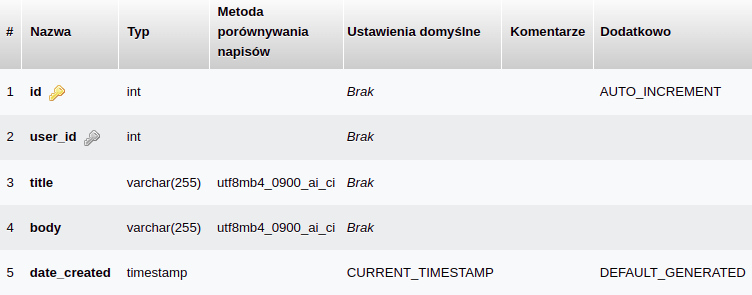 # Nazwa Typ Metoda porównywania napisów Ustawienia domyślne Komentarze Dodatkowo
1 id int Brak AUTO_INCREMENT
2 user_id int Brak
3 title varchar(255) utf8mb4_0900_ai_ci Brak
4 body varchar(255) utf8mb4_0900_ai_ci Brak
5 date_created timestamp CURRENT_TIMESTAMP DEFAULT_GENERATED